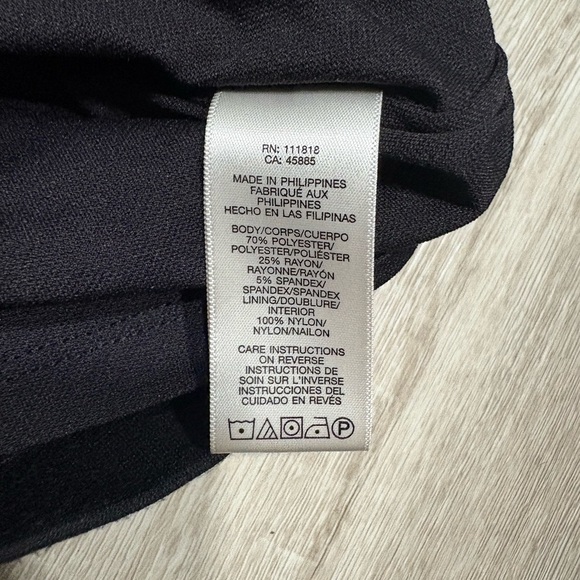 RN: 111818
CA: 45885
MADE IN PHILIPPINES
FABRIQUÉ AUX
PHILIPPINES
HECHO EN LAS FILIPINAS
BODY/CORPS/CUERPO
70% POLYESTER/
POLYESTER/POLIÉSTER
25% RAYON/
RAYONNE/RAYÓN
5% SPANDEX/
SPANDEX/SPANDEX
LINING/DOUBLURE/
INTERIOR
100% NYLON/
NYLON/NAILON
CARE INSTRUCTIONS
ON REVERSE
INSTRUCTIONS DE
SOIN SUR L'INVERSE
INSTRUCCIONES DEL
CUIDADO EN REVÉS
P